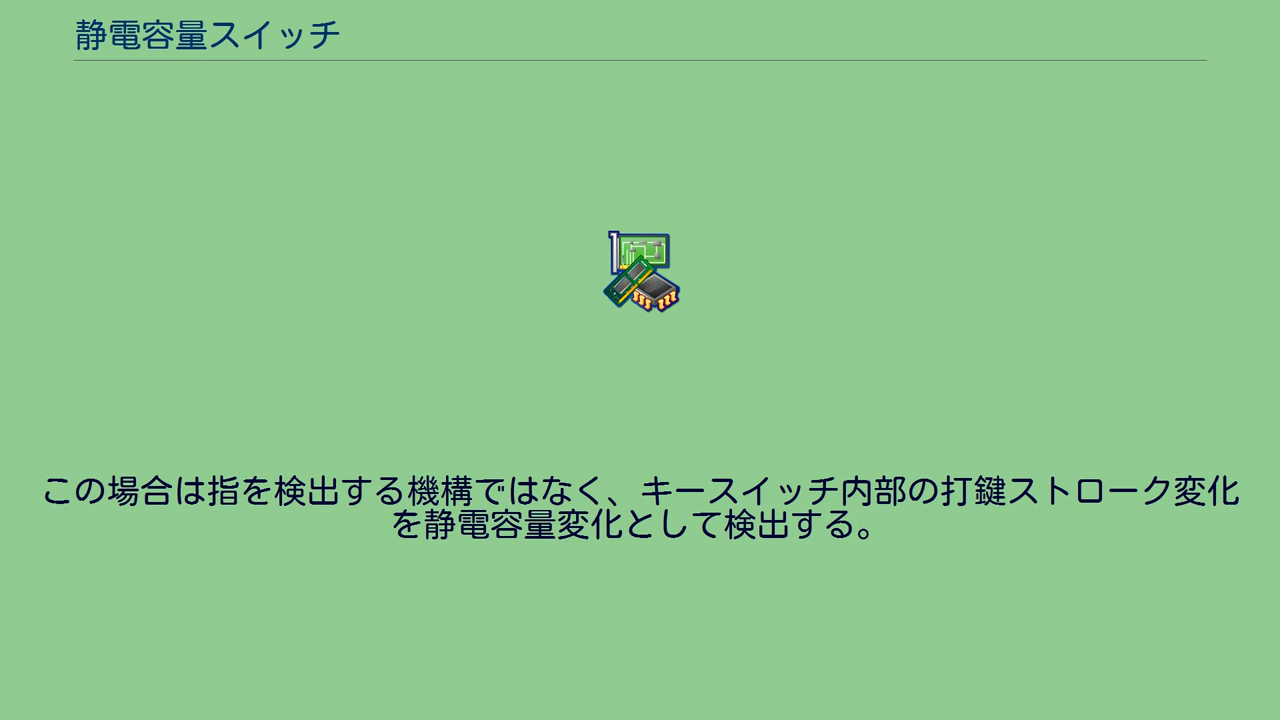 静電容量スイッチ
この場合は指を検出する機構ではなく、キースイッチ内部の打鍵ストローク変化
を静電容量変化として検出する。